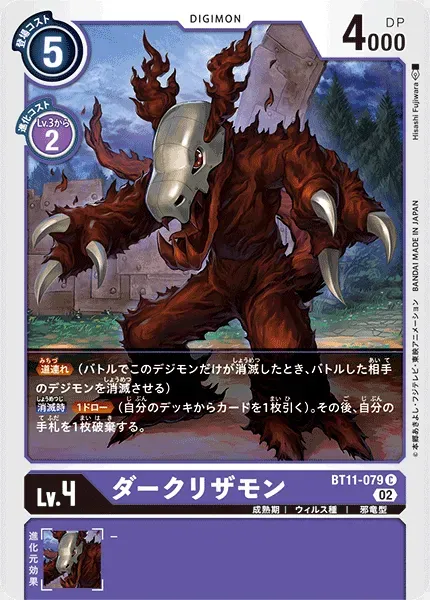 登場コスト
5
DIGIMON
DP
4000
進化コスト
Lv.3から
2
Hisashi Fujiwara
©本郷あきよし・フジテレビ・東映アニメーション BANDAI MADE IN JAPAN
道連れ (バトルでこのデジモンだけが消滅したとき、バトルした相手
のデジモンを消滅させる)
消滅時 1ドロー (自分のデッキからカードを1枚引く)。その後、自分の
手札を1枚破棄する。
BT11-079 C
Lv.4 ダークリザモン
02
成熟期 | ウィルス種 | 邪竜型
進化元効果
-